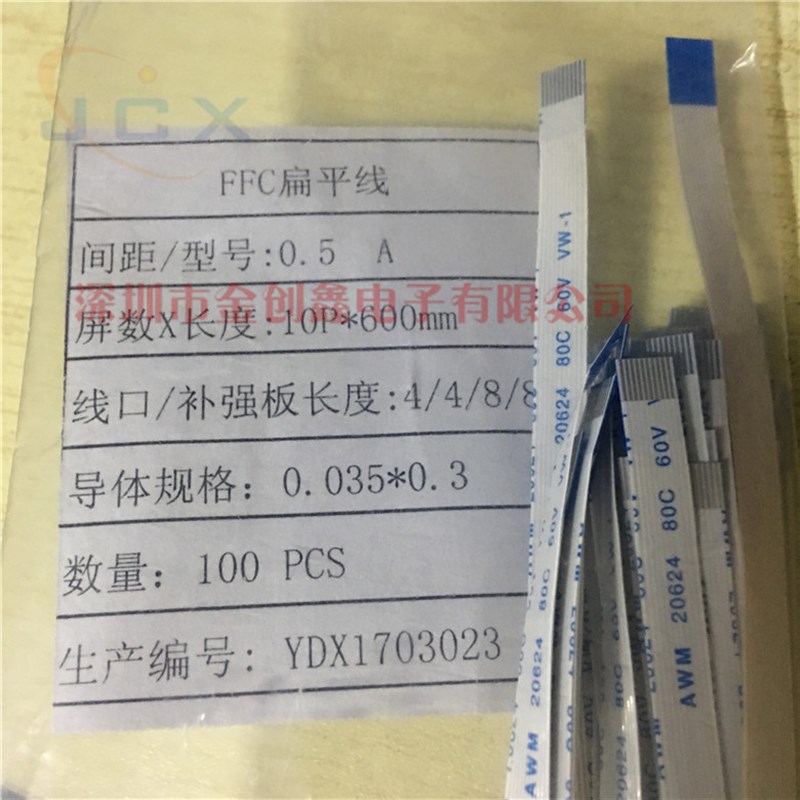 JCX
FFC扁平线
间距/型号:0.5 A
深圳市金创鑫电子有限公司
屏数X长度:10P*600mm
线口/补强板长度:4/4/8/8
导体规格: 0.035*0.3
数量: 100 PCS
生产编号: YDX1703023
20624 80C 60V VW-1
AWM 20624 80C 60V
AWM 20624 80C